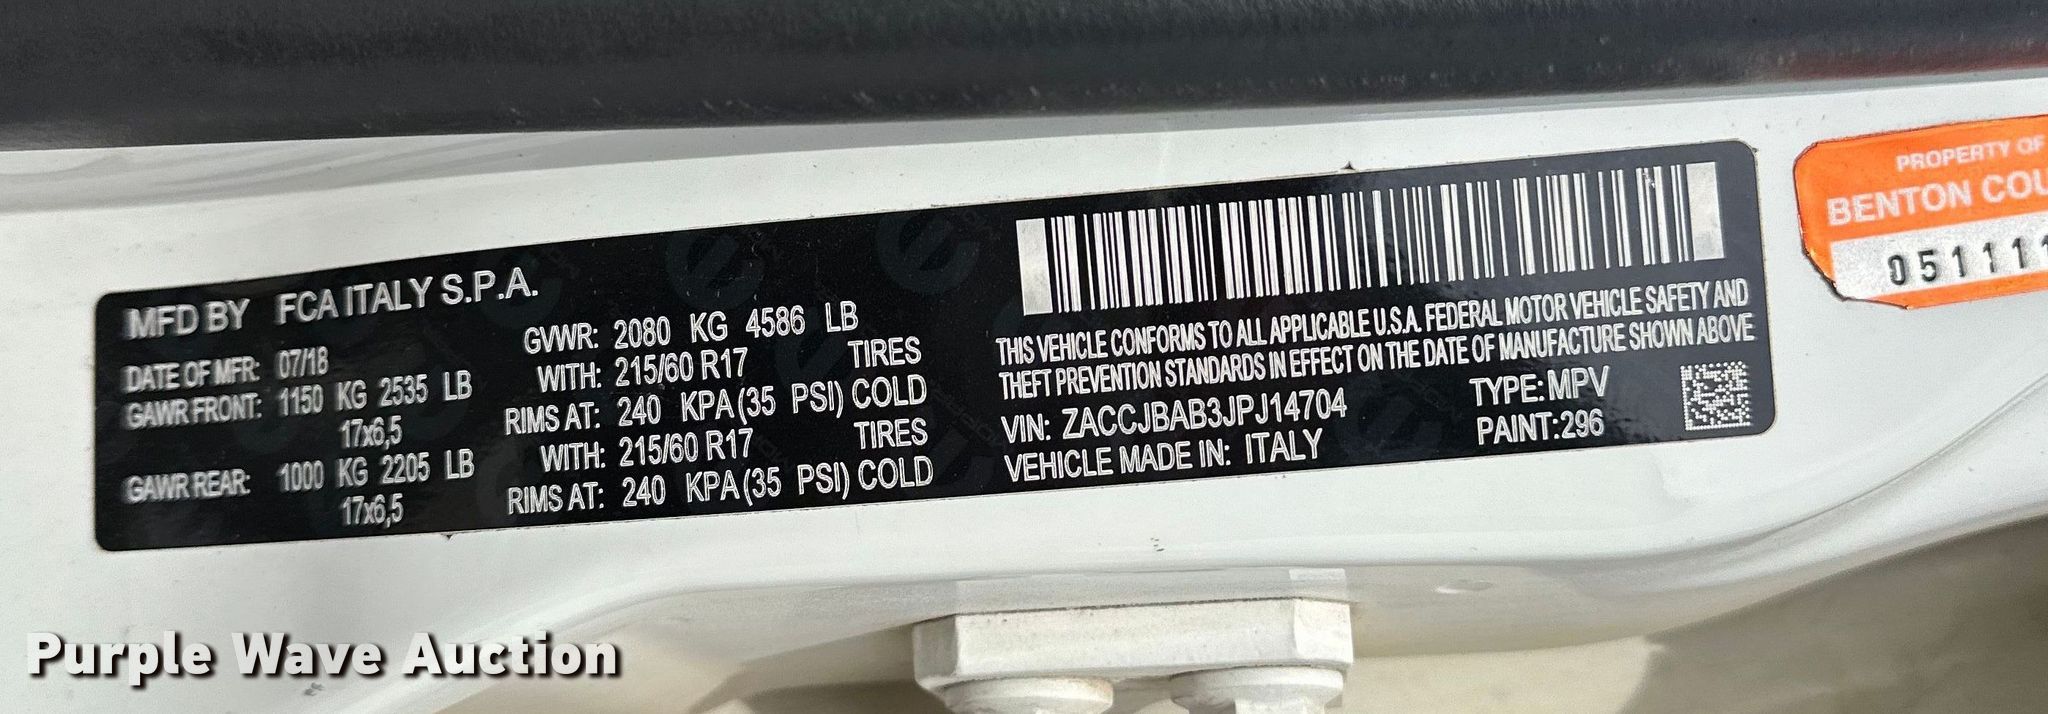 MFD BY FCA ITALY S.P.A.
DATE OF MFR: 07/18 GVWR: 2080 KG 4586 LB
GAWR FRONT: 1150 KG 2535 LB WITH: 215/60 R17 TIRES
17x6,5 RIMS AT: 240 KPA (35 PSI) COLD
GAWR REAR: 1000 KG 2205 LB WITH: 215/60 R17 TIRES
17x6,5 RIMS AT: 240 KPA (35 PSI) COLD
THIS VEHICLE CONFORMS TO ALL APPLICABLE U.S.A. FEDERAL MOTOR VEHICLE SAFETY AND
THEFT PREVENTION STANDARDS IN EFFECT ON THE DATE OF MANUFACTURE SHOWN ABOVE
VIN: ZACCJBAB3JPJ14704 TYPE: MPV
VEHICLE MADE IN: ITALY PAINT: 296
PROPERTY OF
BENTON COU
051111
Purple Wave Auction